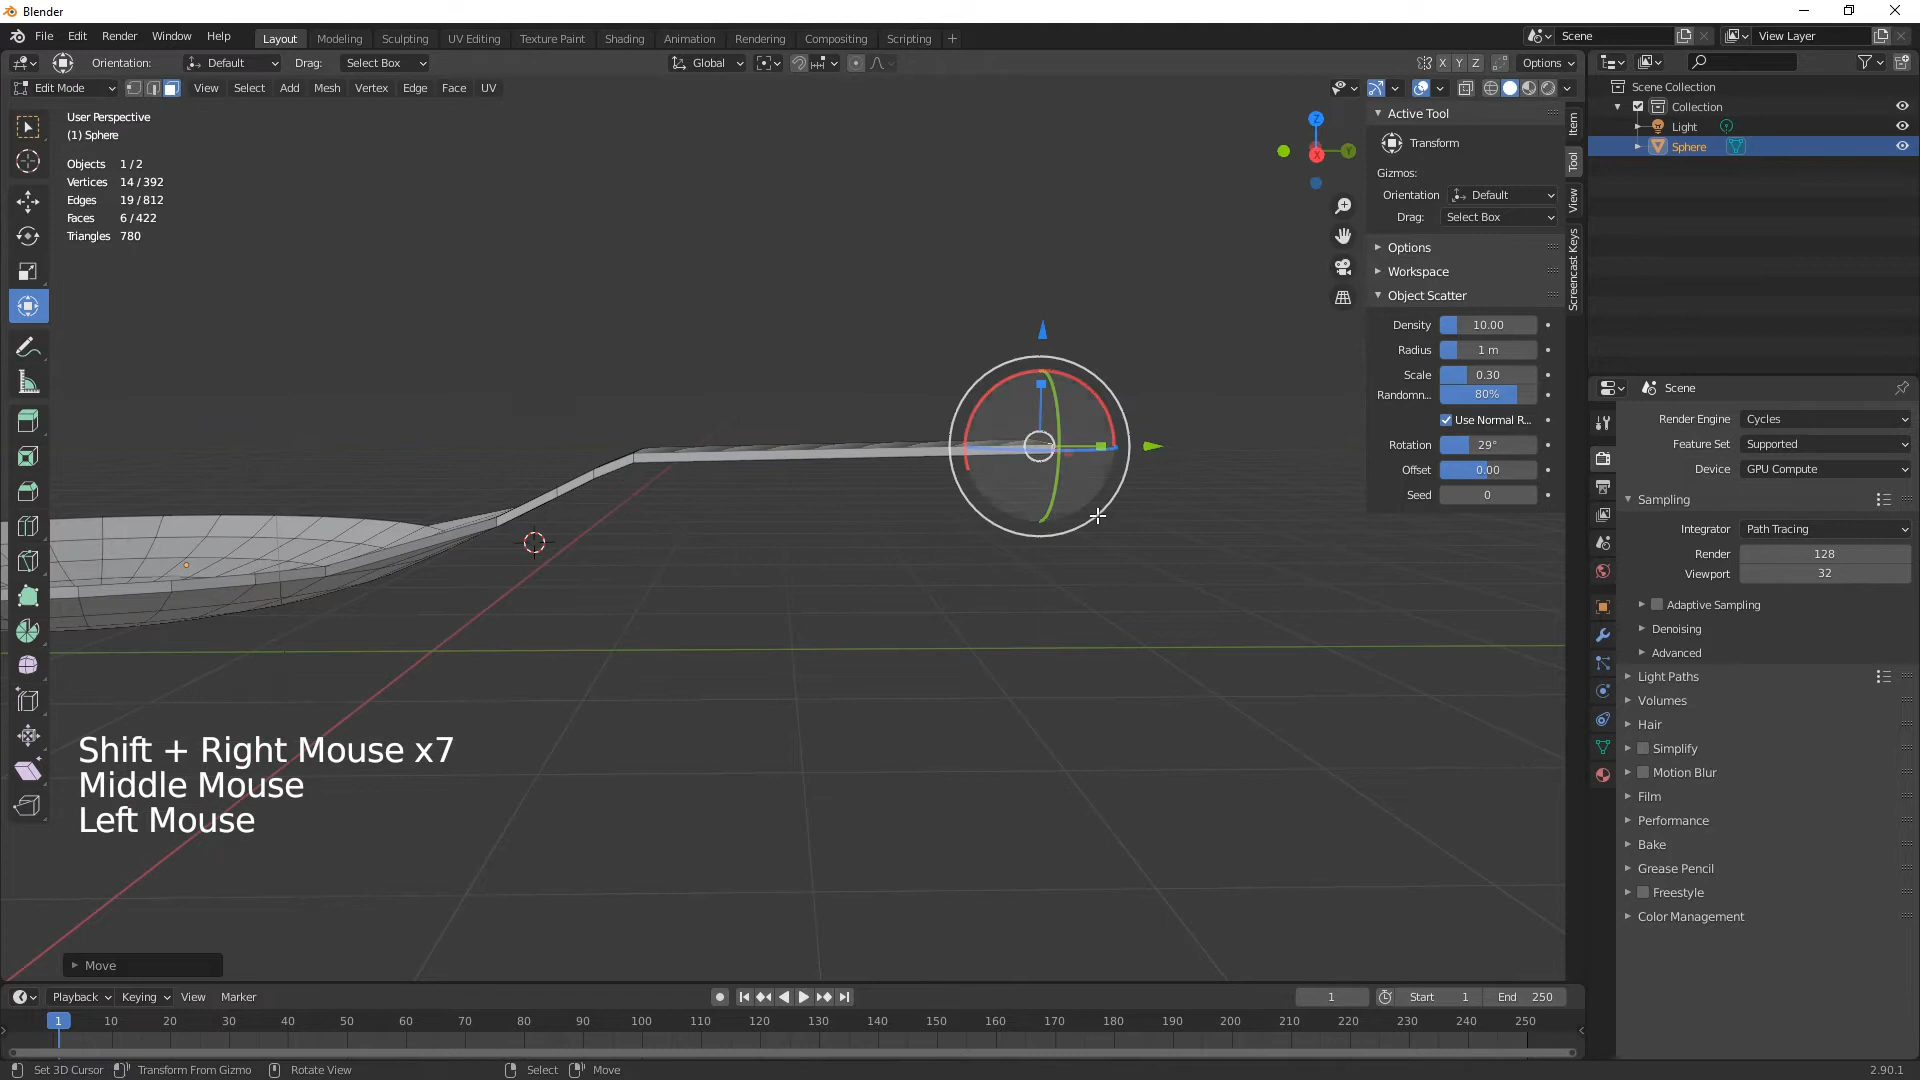 Blender
File Edit Render Window Help
Layout Modeling Sculpting UV Editing Texture Paint Shading Animation Rendering Compositing Scripting +
Scene
View Layer
Orientation: Default Drag: Select Box
Global
X Y Z Options
Edit Mode View Select Add Mesh Vertex Edge Face UV
User Perspective
(1) Sphere
Objects 1 / 2
Vertices 14 / 392
Edges 19 / 812
Faces 6 / 422
Triangles 780
Z
X
Y
Active Tool
Transform
Gizmos:
Orientation Default
Drag: Select Box
Options
Workspace
Object Scatter
Density 10.00
Radius 1 m
Scale 0.30
Randomn... 80%
Use Normal R...
Rotation 29°
Offset 0.00
Seed 0
Item
Tool
View
Screencast Keys
Scene Collection
Collection
Light
Sphere
Scene
Render Engine Cycles
Feature Set Supported
Device GPU Compute
Sampling
Integrator Path Tracing
Render 128
Viewport 32
Adaptive Sampling
Denoising
Advanced
Light Paths
Volumes
Hair
Simplify
Motion Blur
Film
Performance
Bake
Grease Pencil
Freestyle
Color Management
Shift + Right Mouse x7
Middle Mouse
Left Mouse
Move
Playback Keying View Marker
1
Start 1
End 250
1 10 20 30 40 50 60 70 80 90 100 110 120 130 140 150 160 170 180 190 200 210 220 230 240 250
Set 3D Cursor Transform From Gizmo Rotate View Select Move
2.90.1